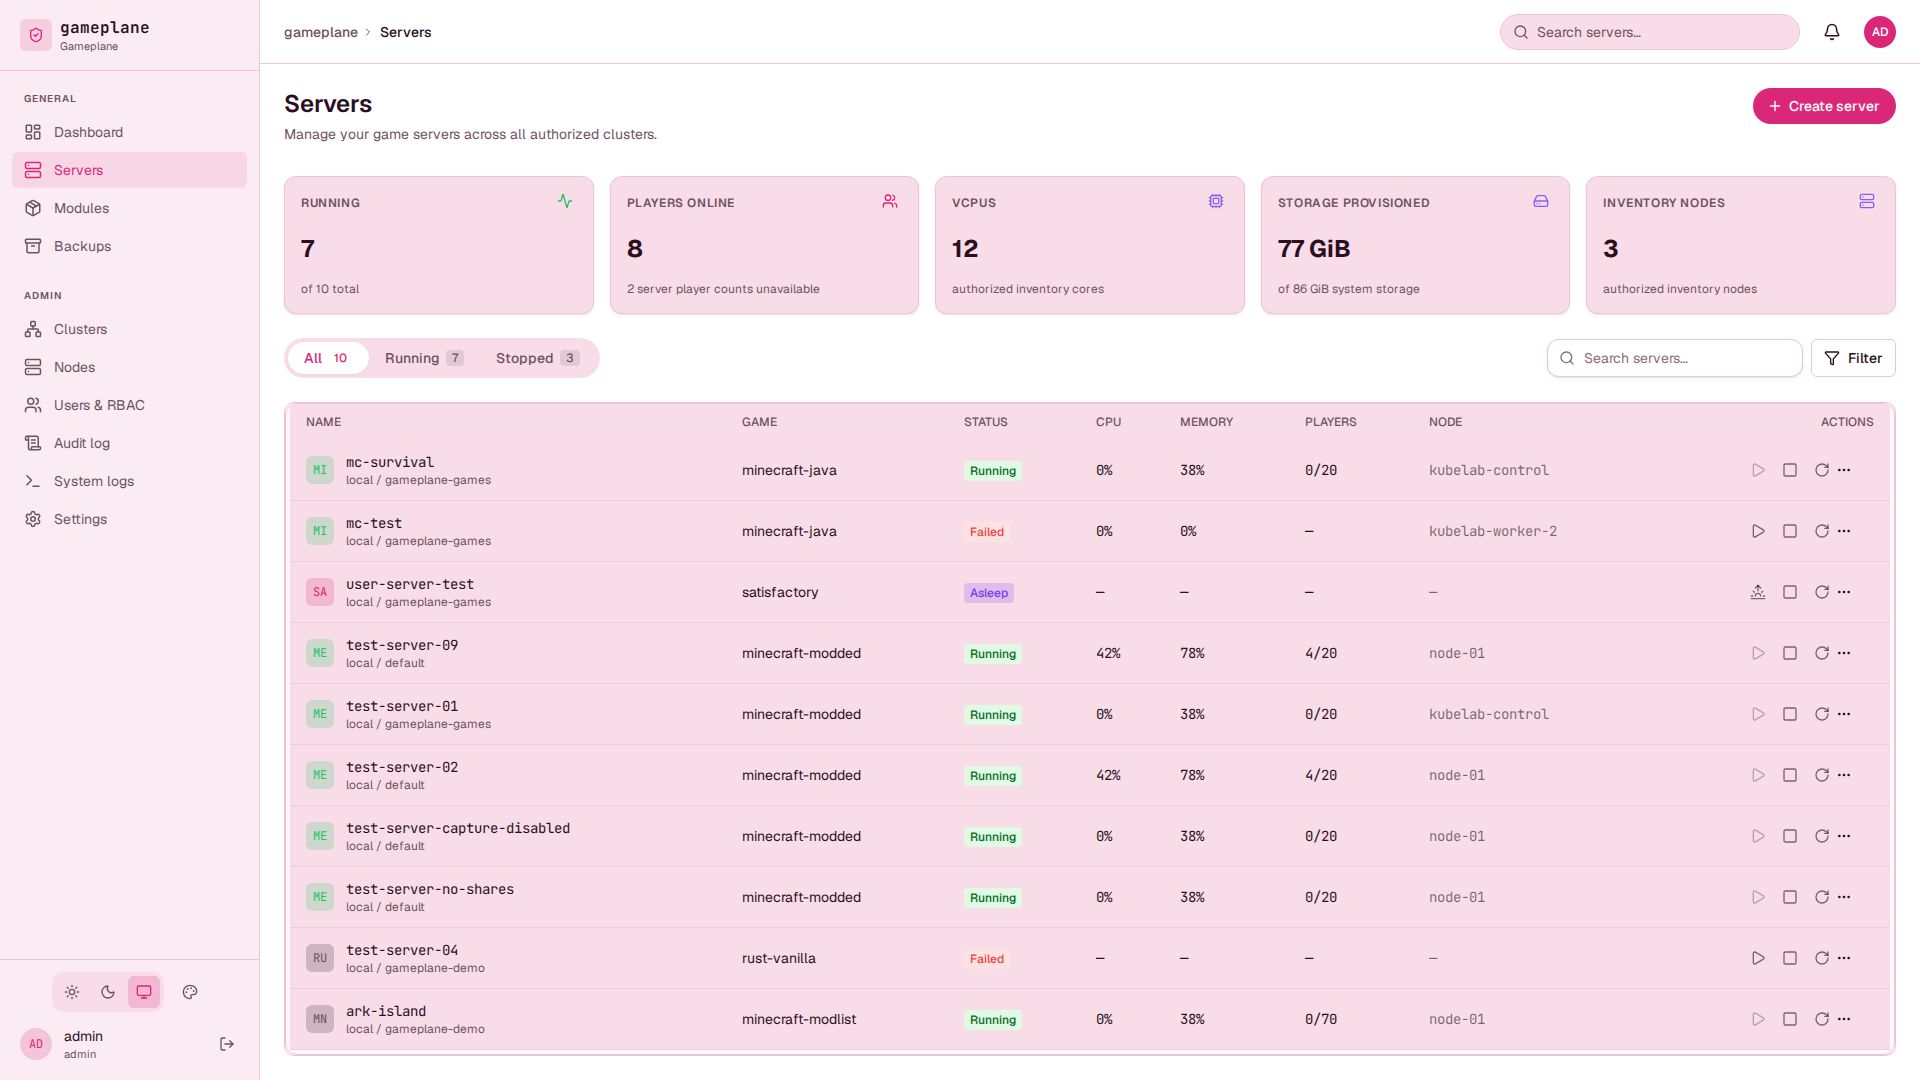 gameplane
Gameplane
GENERAL
Dashboard
Servers
Modules
Backups
ADMIN
Clusters
Nodes
Users & RBAC
Audit log
System logs
Settings
AD
admin
admin
gameplane > Servers
Search servers...
AD
Servers
Manage your game servers across all authorized clusters.
+ Create server
RUNNING
7
of 10 total
PLAYERS ONLINE
8
2 server player counts unavailable
VCPUS
12
authorized inventory cores
STORAGE PROVISIONED
77 GiB
of 86 GiB system storage
INVENTORY NODES
3
authorized inventory nodes
All 10 Running 7 Stopped 3
Search servers...
Filter
NAME GAME STATUS CPU MEMORY PLAYERS NODE ACTIONS
MI mc-survival minecraft-java Running 0% 38% 0/20 kubelab-control
local / gameplane-games
MI mc-test minecraft-java Failed 0% 0% — kubelab-worker-2
local / gameplane-games
SA user-server-test satisfactory Asleep — — — —
local / gameplane-games
ME test-server-09 minecraft-modded Running 42% 78% 4/20 node-01
local / default
ME test-server-01 minecraft-modded Running 0% 38% 0/20 kubelab-control
local / gameplane-games
ME test-server-02 minecraft-modded Running 42% 78% 4/20 node-01
local / default
ME test-server-capture-disabled minecraft-modded Running 0% 38% 0/20 node-01
local / default
ME test-server-no-shares minecraft-modded Running 0% 38% 0/20 node-01
local / default
RU test-server-04 rust-vanilla Failed — — — —
local / gameplane-demo
MN ark-island minecraft-modlist Running 0% 38% 0/70 node-01
local / gameplane-demo